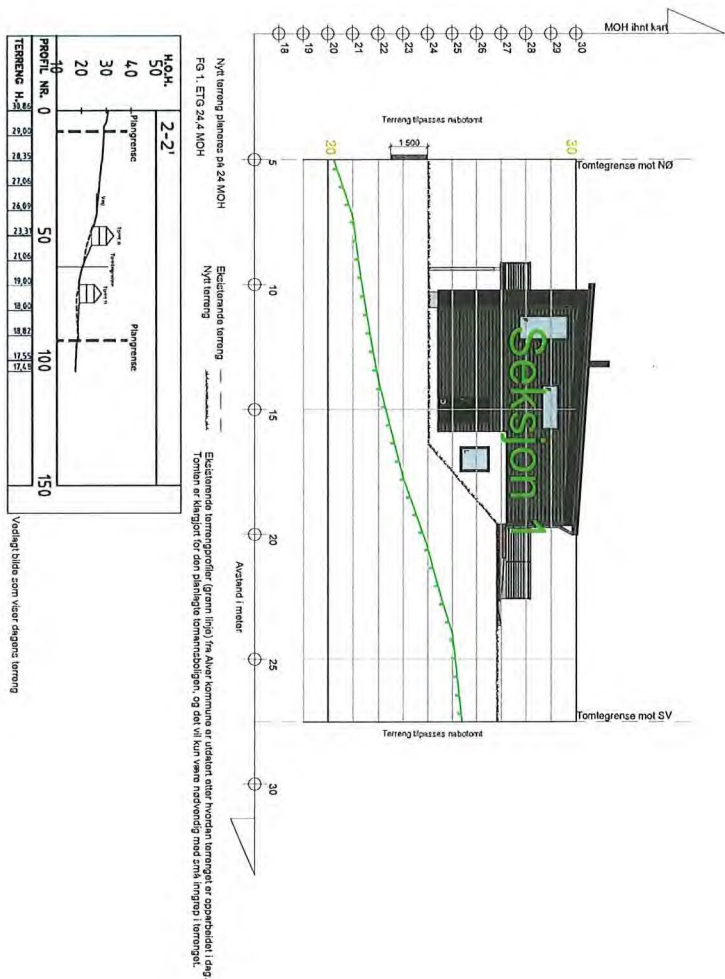 MOH ihht kart
30
29
28
27
26
25
24
23
22
21
20
19
18
Tomtegrense mot NØ
Tomtegrense mot SV
30
20
Seksjon 1
1 500
Terreng tilpasses nabotomt
Terreng tilpasses nabotomt
5
10
15
20
25
30
Avstand i meter
Nytt terreng planeres på 24 MOH
FG 1. ETG 24,4 MOH
Eksisterende terreng
Nytt terreng
Eksisterende terrengprofiler (grønn linje) fra Alver kommune er utdatert etter hvordan terrenget er opparbeidet i dag.
Tomten er klargjort for den planlagte tomannsboligen, og det vil kun være nødvendig med små inngrep i terrenget.
2-2'
H.O.H.
50
40
30
20
10
Plangrense
Veg
Tomt n
Tomtegrense
Tomt n
Plangrense
PROFIL NR. 0 50 100 150
TERRENG H. 30,86 29,00 28,35 27,06 26,09 23,31 21,06 19,00 18,60 18,82 17,55 17,45
Vedlagt bilde som viser dagens terreng